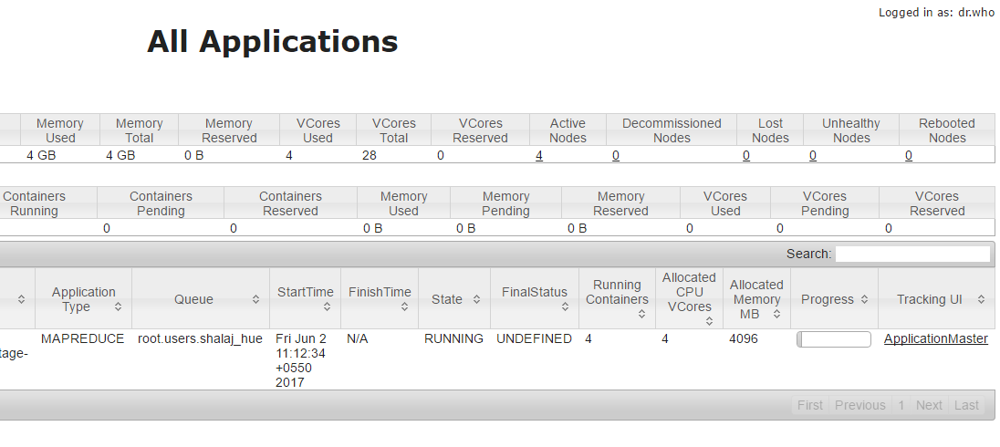 Logged in as: dr.who
All Applications
Memory Used Memory Total Memory Reserved VCores Used VCores Total VCores Reserved Active Nodes Decommissioned Nodes Lost Nodes Unhealthy Nodes Rebooted Nodes
4 GB 4 GB 0 B 4 28 0 4 0 0 0 0
Containers Running Containers Pending Containers Reserved Memory Used Memory Pending Memory Reserved VCores Used VCores Pending VCores Reserved
0 0 0 B 0 B 0 B 0 0 0
Search:
Application Type Queue StartTime FinishTime State FinalStatus Running Containers Allocated CPU VCores Allocated Memory MB Progress Tracking UI
MAPREDUCE root.users.shalaj_hue Fri Jun 2 N/A RUNNING UNDEFINED 4 4 4096 ApplicationMaster
tage- 11:12:34
+0550
2017
First Previous 1 Next Last